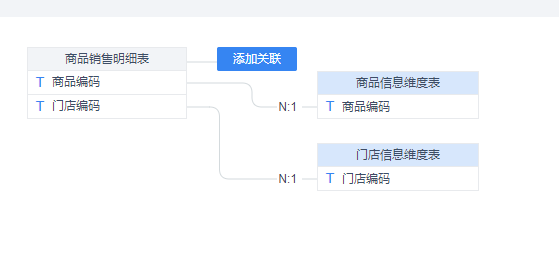 商品销售明细表
添加关联
T 商品编码
T 门店编码
商品信息维度表
N:1
T 商品编码
门店信息维度表
N:1
T 门店编码